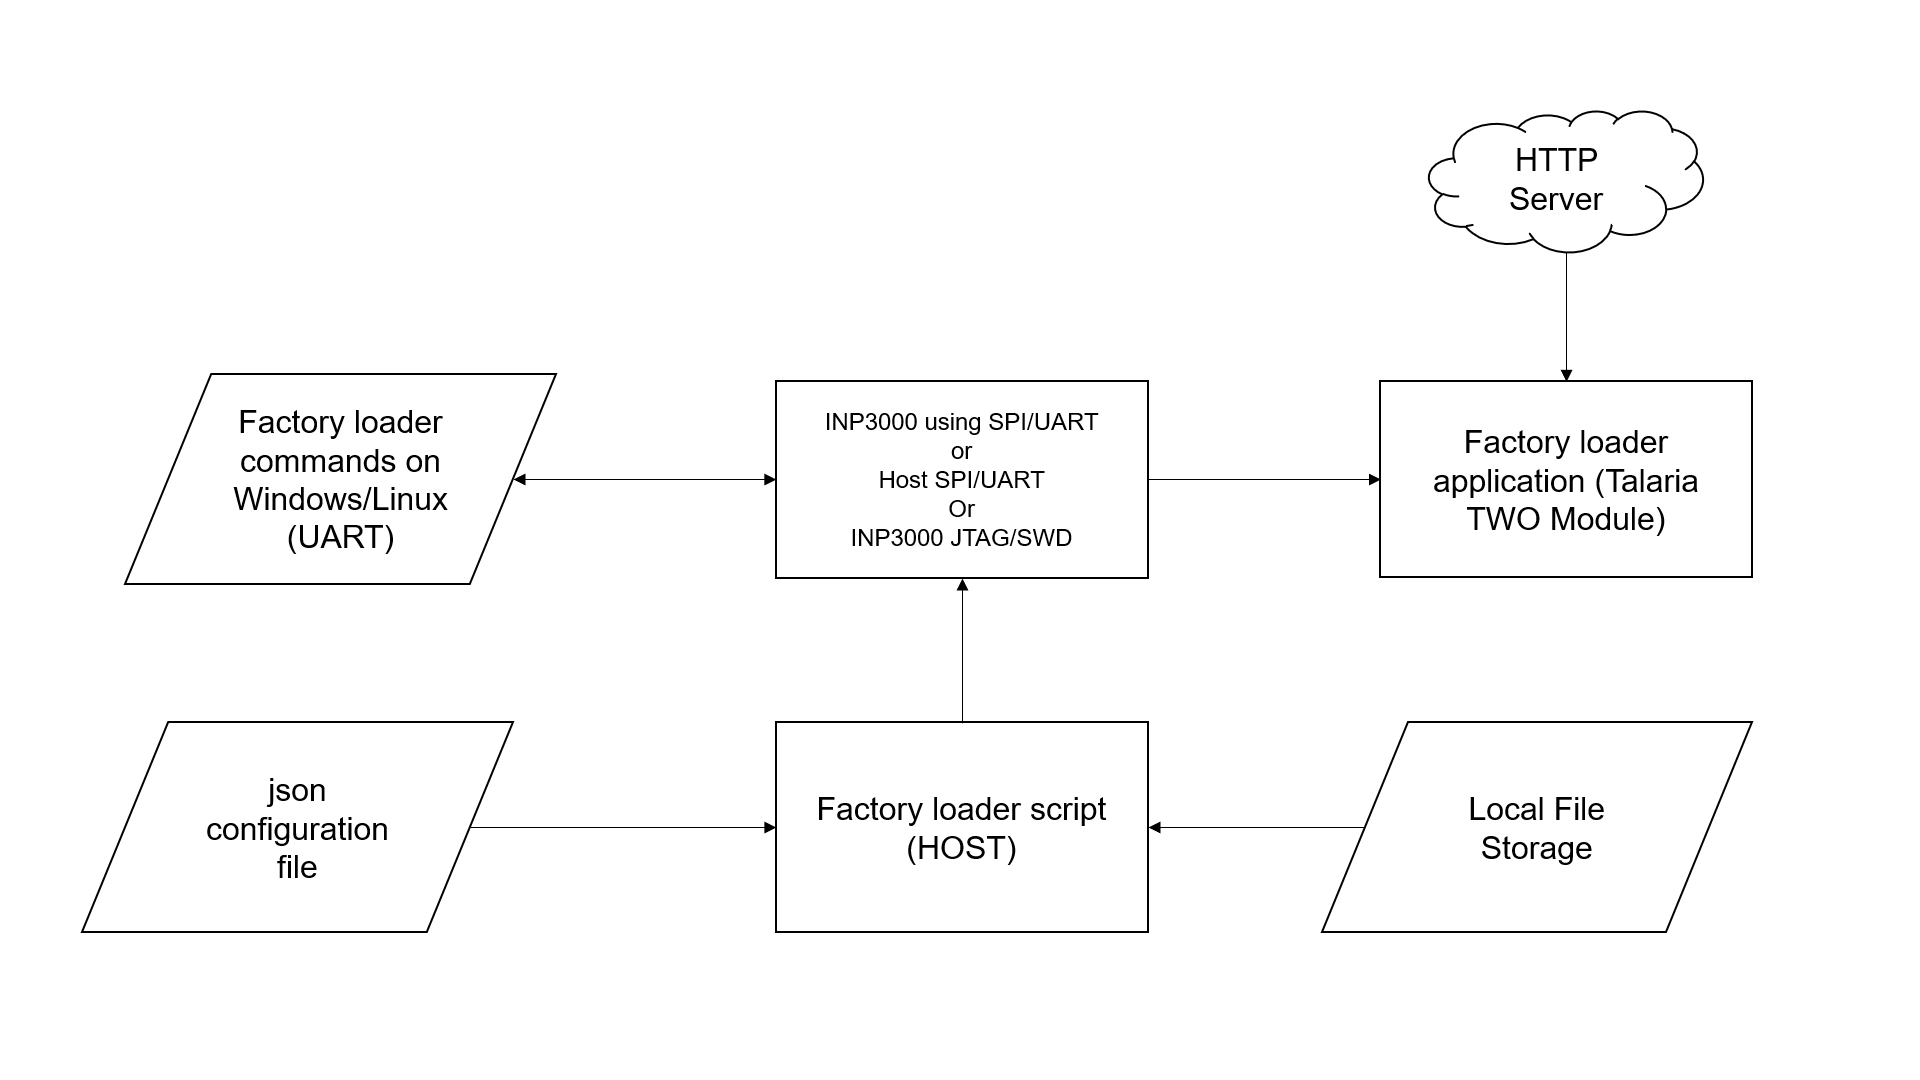 HTTP
Server
Factory loader
commands on
Windows/Linux
(UART)
INP3000 using SPI/UART
or
Host SPI/UART
Or
INP3000 JTAG/SWD
Factory loader
application (Talaria
TWO Module)
json
configuration
file
Factory loader script
(HOST)
Local File
Storage